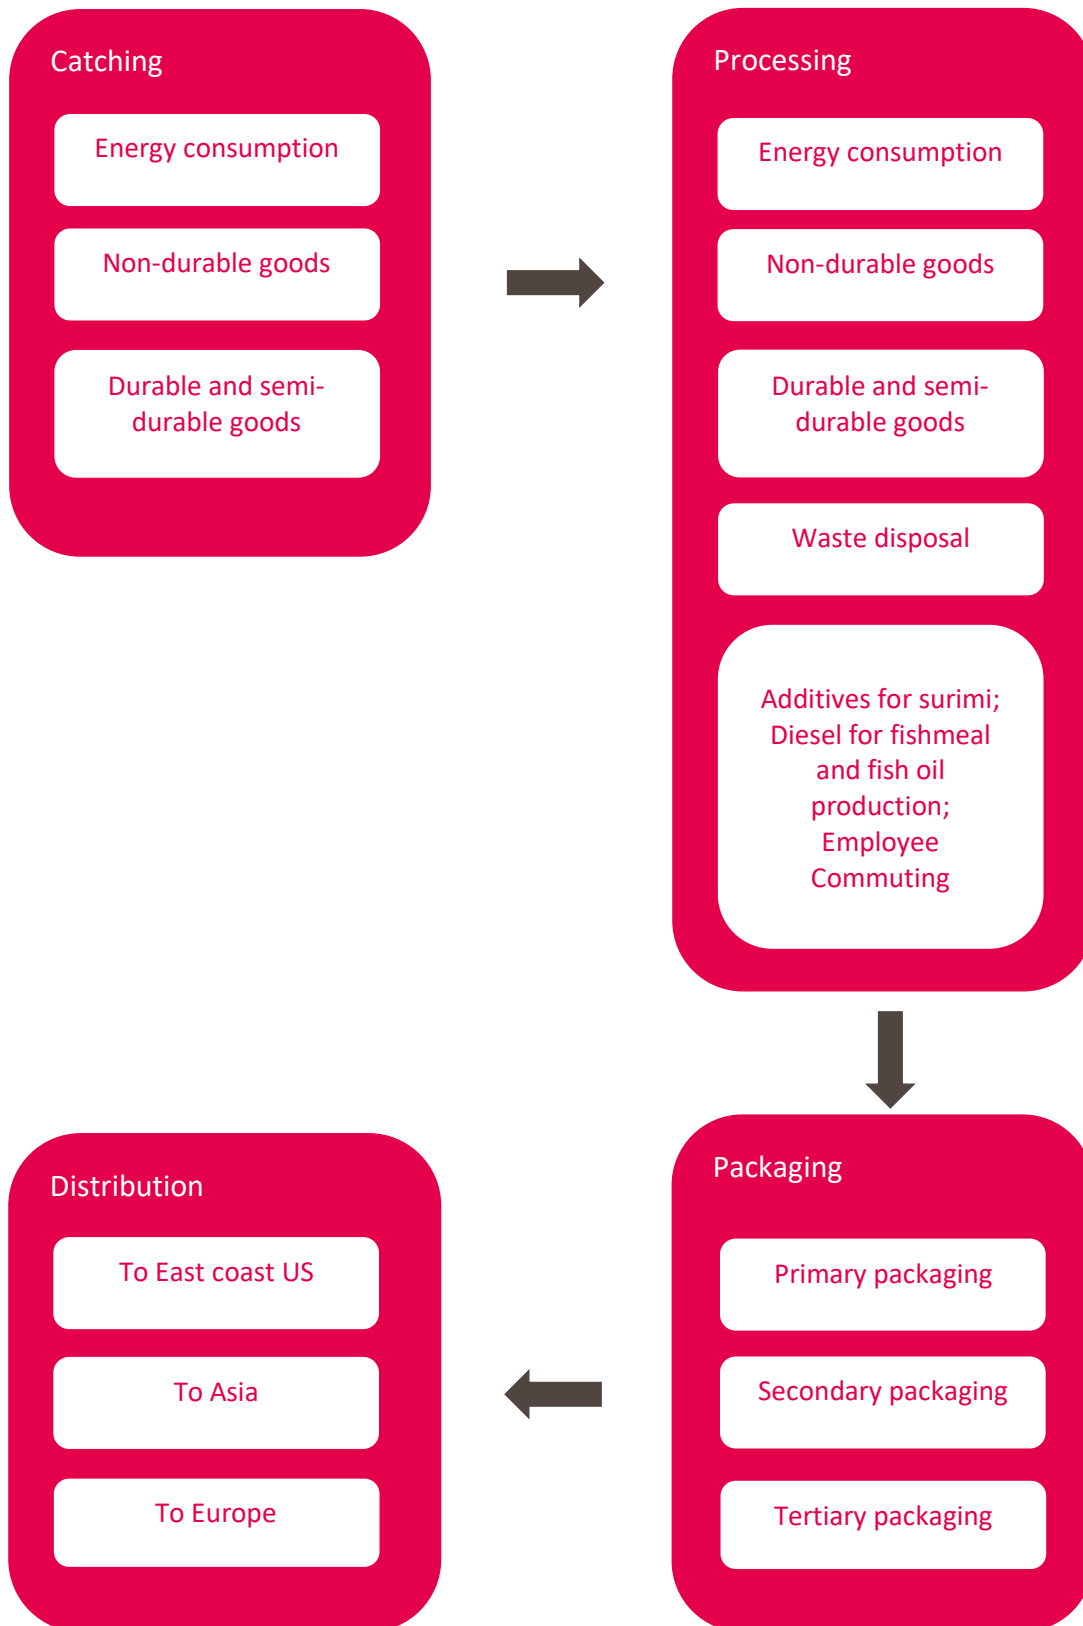 Catching
Energy consumption
Non-durable goods
Durable and semi-
durable goods
Processing
Energy consumption
Non-durable goods
Durable and semi-
durable goods
Waste disposal
Additives for surimi;
Diesel for fishmeal
and fish oil
production;
Employee
Commuting
Packaging
Primary packaging
Secondary packaging
Tertiary packaging
Distribution
To East coast US
To Asia
To Europe